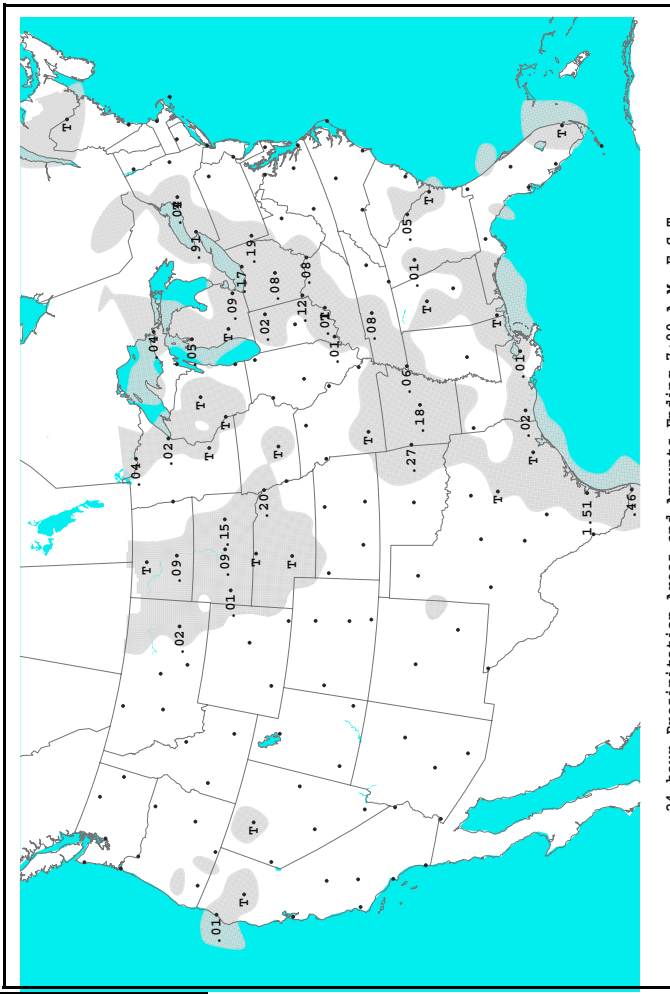 T
T
T
.05
.91
.19
.01
.17
.08
.08
.09
.12
T
.02
T
.08
T
.04
.05
.01
.01
.06
T
.18
.02
T
T
.02
T
T
.27
T
.04
T
.20
.15
1.51
.46
T
.09
.09
T
T
.01
.02
T
T
.01
24-hour Precipitation Areas and Amounts Ending 7:00 A.M. E.S.T.